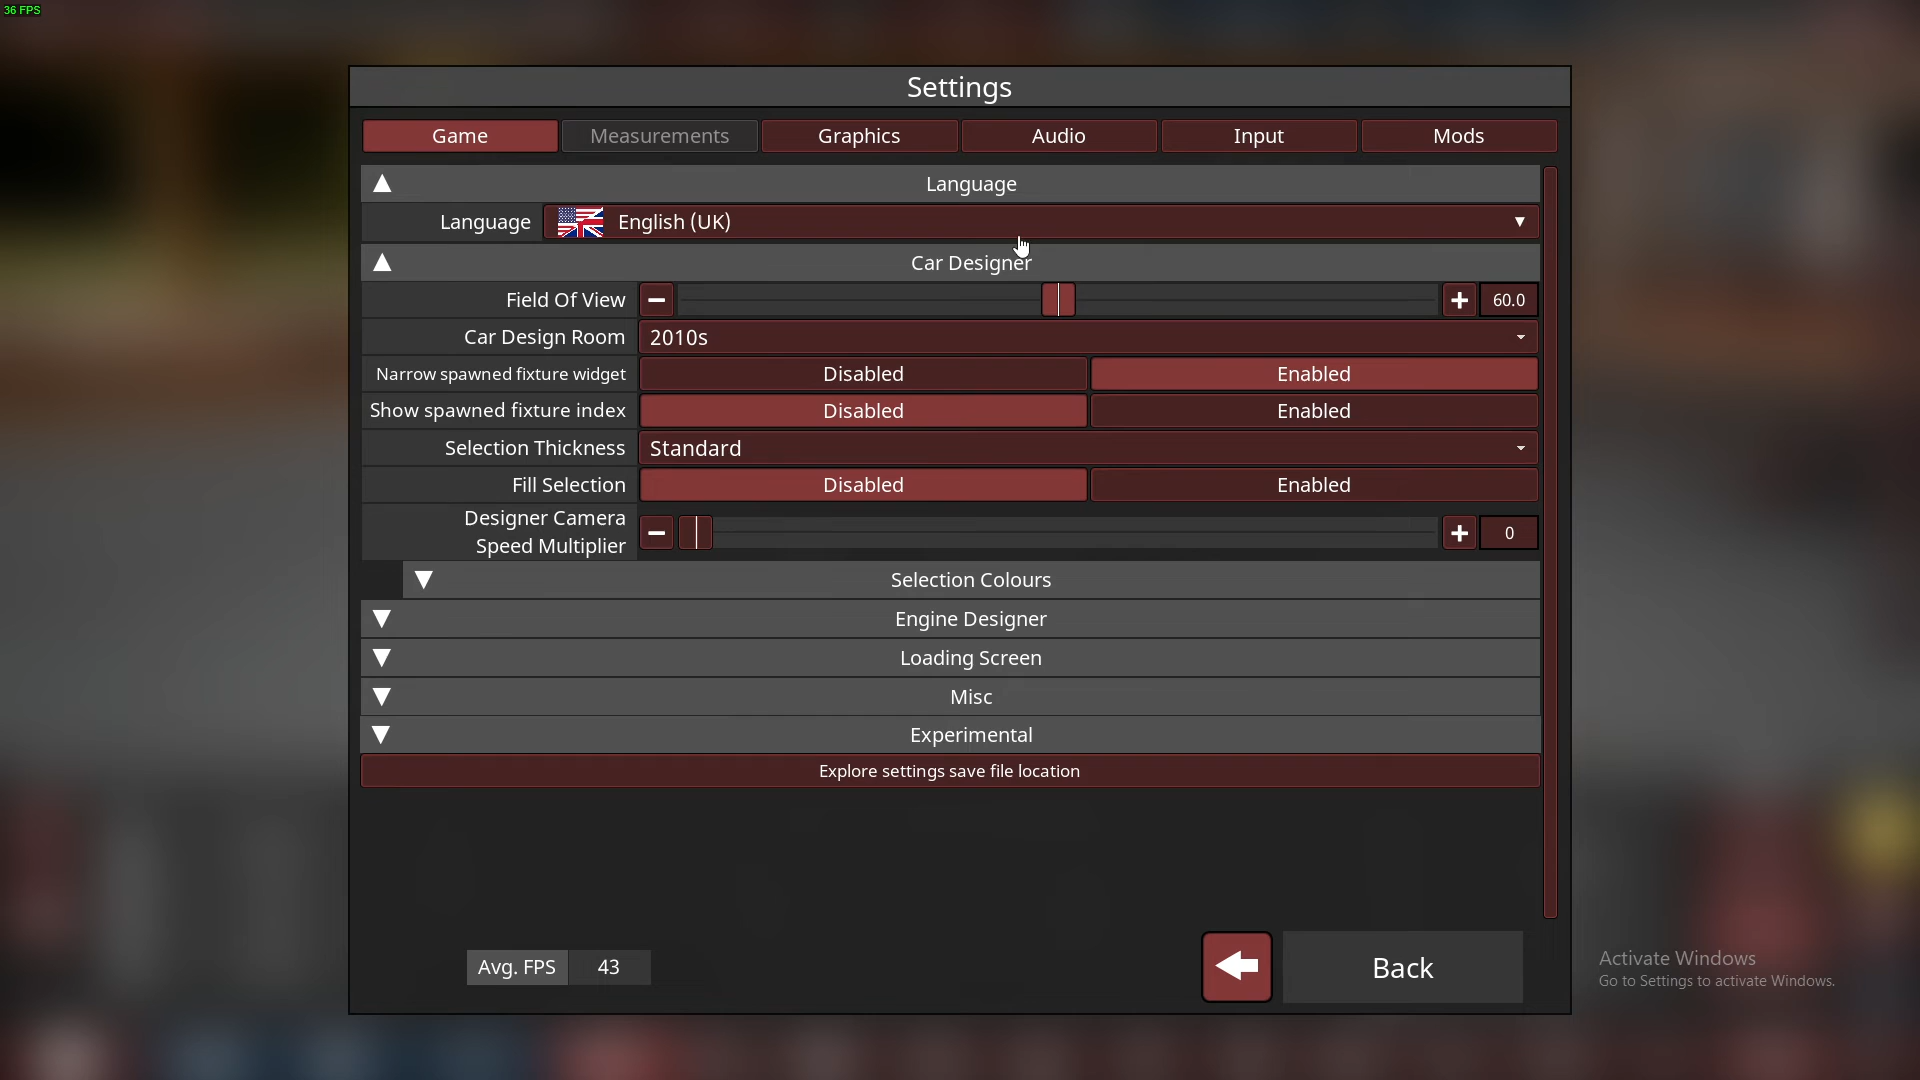 36 FPS
Settings
Game
Measurements
Graphics
Audio
Input
Mods
Language
Language
English (UK)
Car Designer
Field Of View
60.0
Car Design Room
2010s
Narrow spawned fixture widget
Disabled
Enabled
Show spawned fixture index
Disabled
Enabled
Selection Thickness
Standard
Fill Selection
Disabled
Enabled
Designer Camera
Speed Multiplier
0
Selection Colours
Engine Designer
Loading Screen
Misc
Experimental
Explore settings save file location
Avg. FPS
43
Back
Activate Windows
Go to Settings to activate Windows.